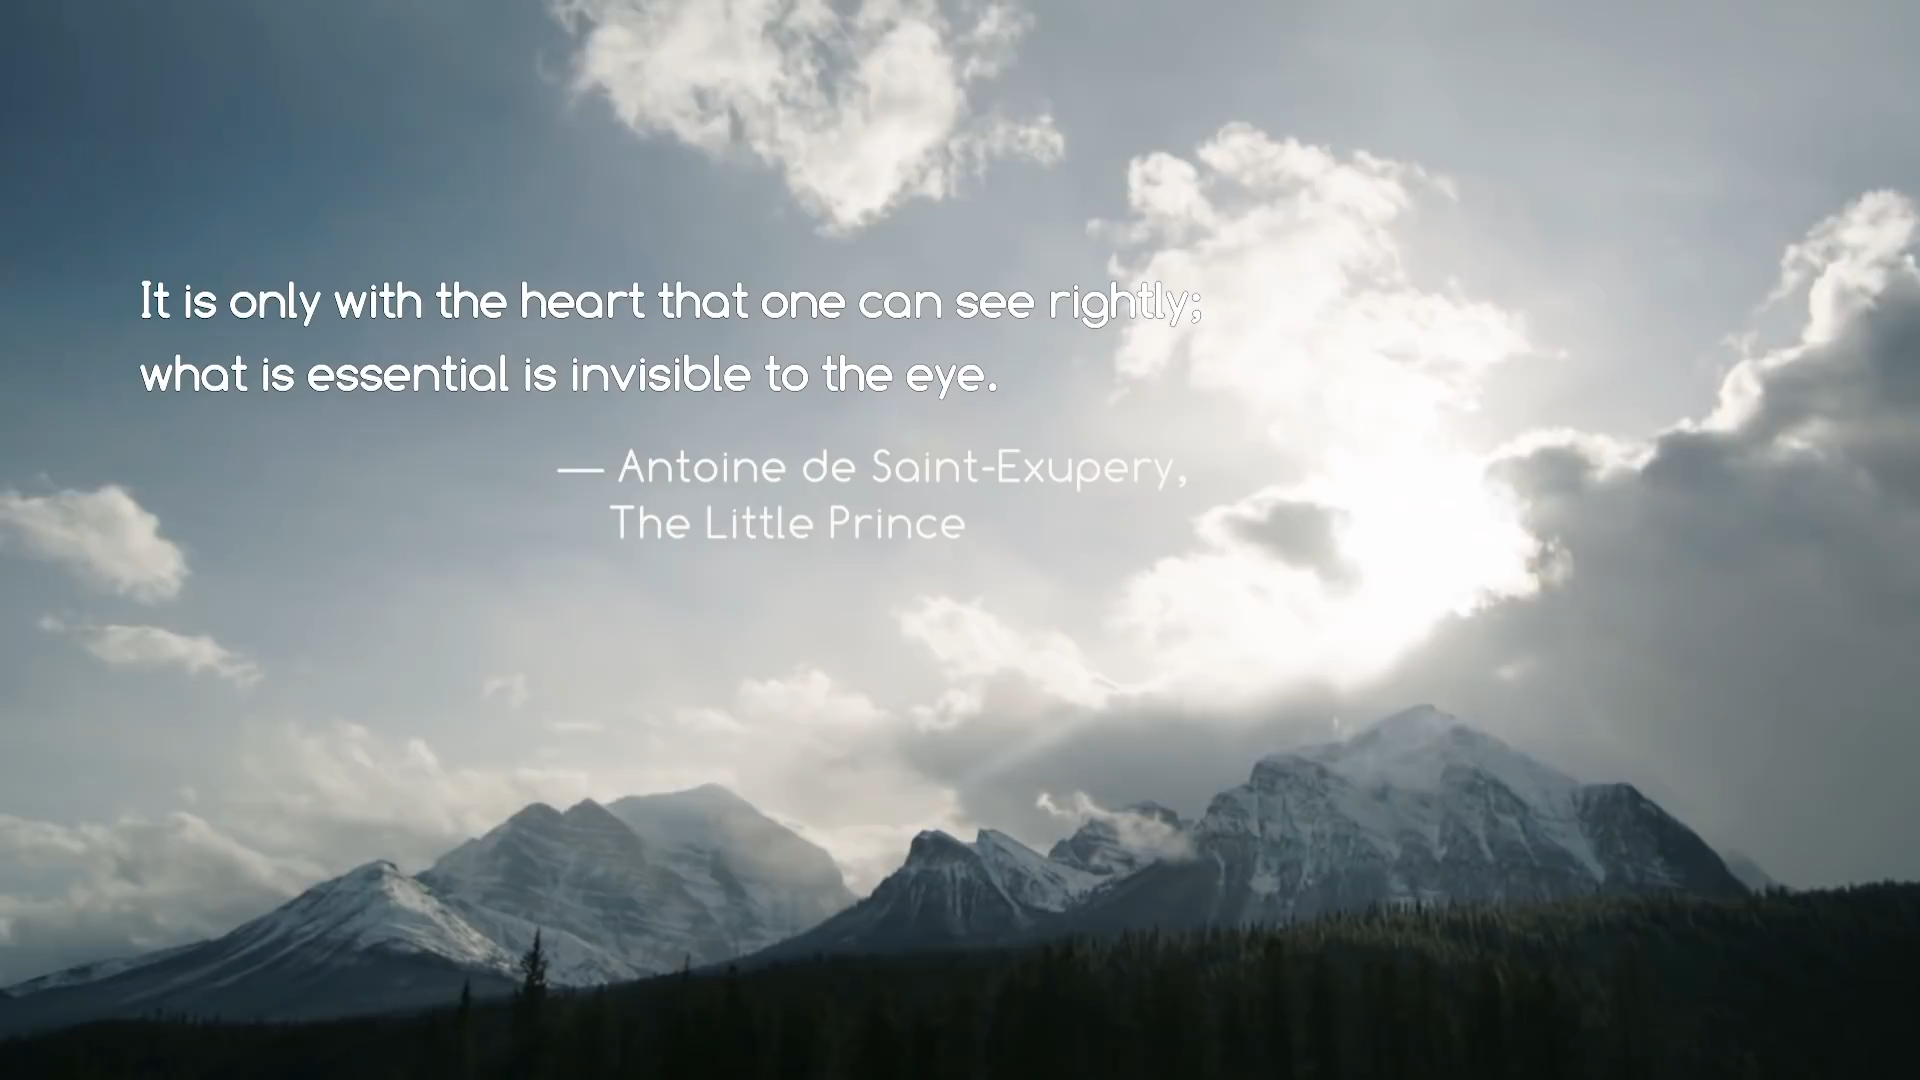 It is only with the heart that one can see rightly;
what is essential is invisible to the eye.
— Antoine de Saint-Exupery,
The Little Prince